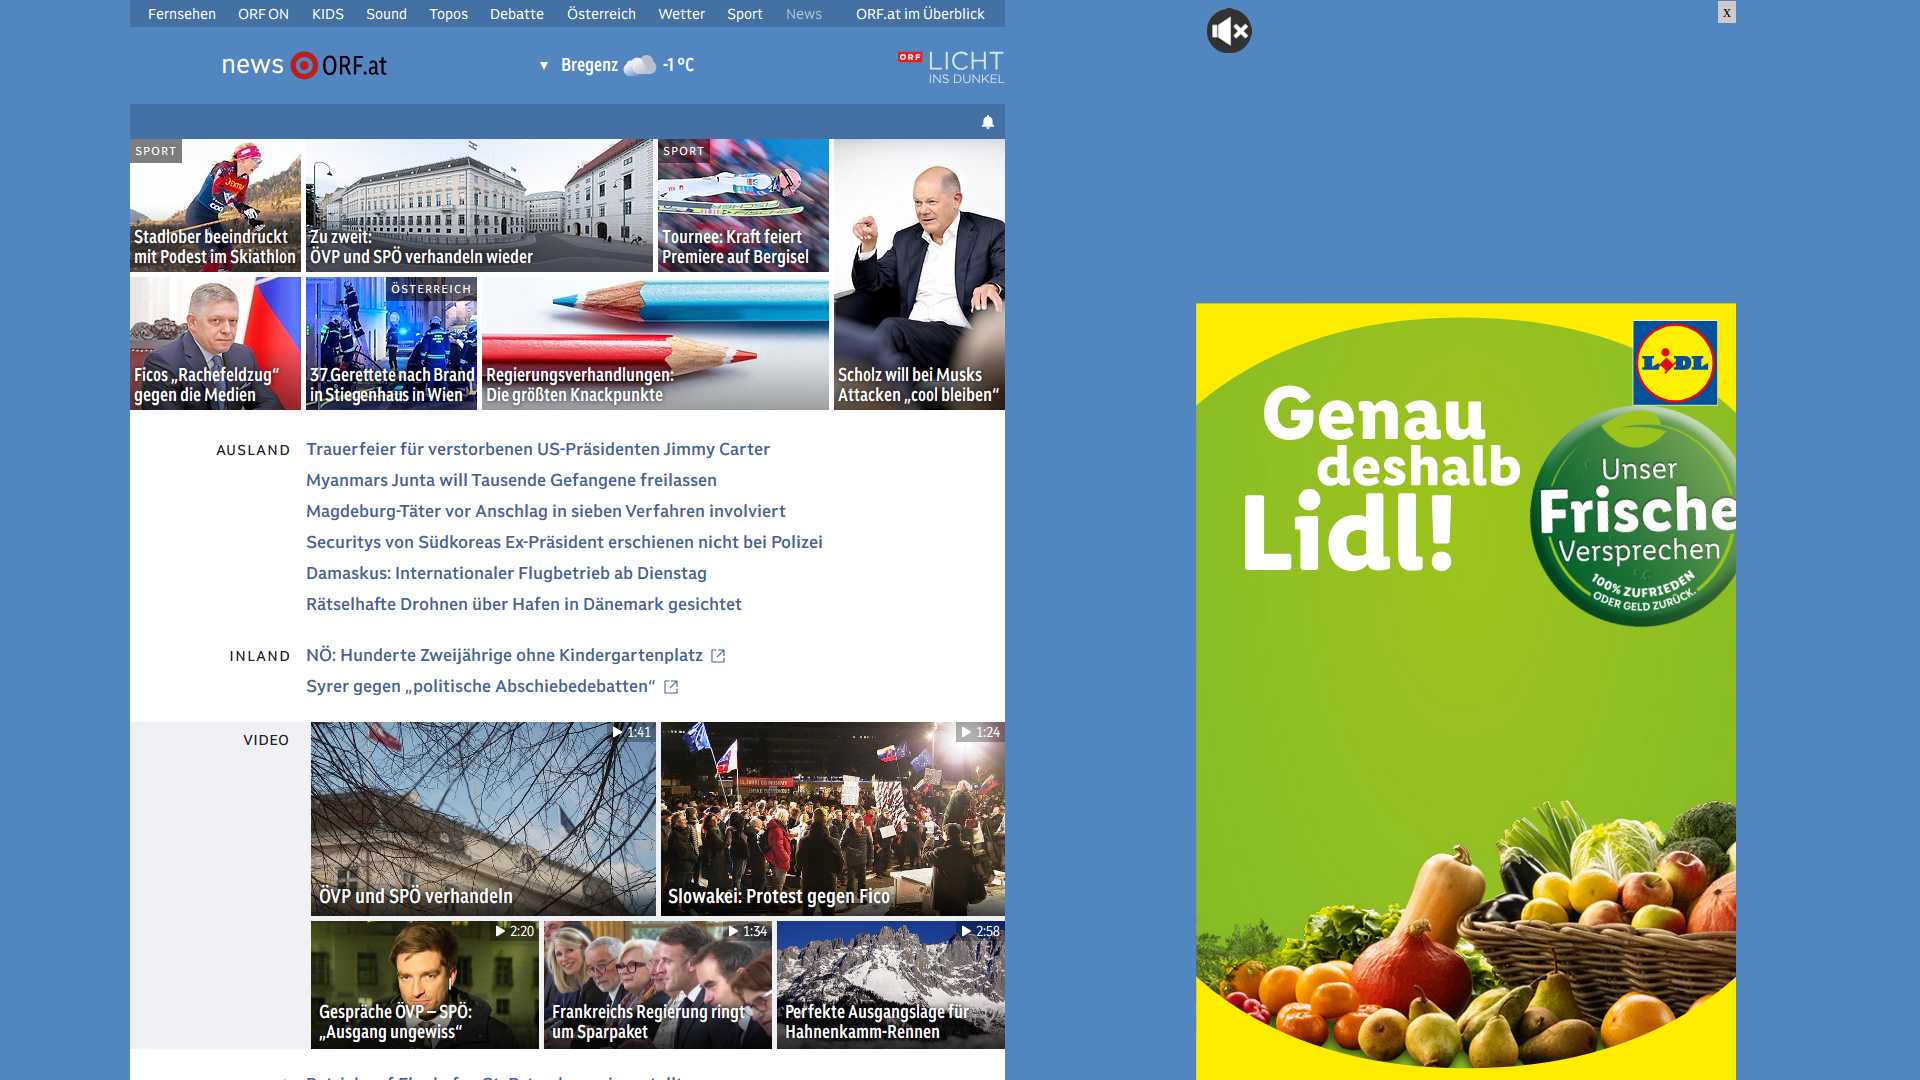 Fernsehen ORF ON KIDS Sound Topos Debatte Österreich Wetter Sport News ORF.at im Überblick
x
news ORF.at
▼ Bregenz -1 °C
ORF LICHT
INS DUNKEL
SPORT
Stadlober beeindruckt
mit Podest im Skiathlon
Zu zweit:
ÖVP und SPÖ verhandeln wieder
SPORT
Tournee: Kraft feiert
Premiere auf Bergisel
Scholz will bei Musks
Attacken „cool bleiben“
Ficos „Rachefeldzug“
gegen die Medien
ÖSTERREICH
37 Gerettete nach Brand
in Stiegenhaus in Wien
Regierungsverhandlungen:
Die größten Knackpunkte
AUSLAND
Trauerfeier für verstorbenen US-Präsidenten Jimmy Carter
Myanmars Junta will Tausende Gefangene freilassen
Magdeburg-Täter vor Anschlag in sieben Verfahren involviert
Securitys von Südkoreas Ex-Präsident erschienen nicht bei Polizei
Damaskus: Internationaler Flugbetrieb ab Dienstag
Rätselhafte Drohnen über Hafen in Dänemark gesichtet
INLAND
NÖ: Hunderte Zweijährige ohne Kindergartenplatz
Syrer gegen „politische Abschiebedebatten“
VIDEO
1:41
ÖVP und SPÖ verhandeln
1:24
Slowakei: Protest gegen Fico
2:20
Gespräche ÖVP – SPÖ:
„Ausgang ungewiss“
1:34
Frankreichs Regierung ringt
um Sparpaket
2:58
Perfekte Ausgangslage für
Hahnenkamm-Rennen
LIDL
Genau
deshalb
Lidl!
Unser
Frische
Versprechen
100% ZUFRIEDEN
ODER GELD ZURÜCK.